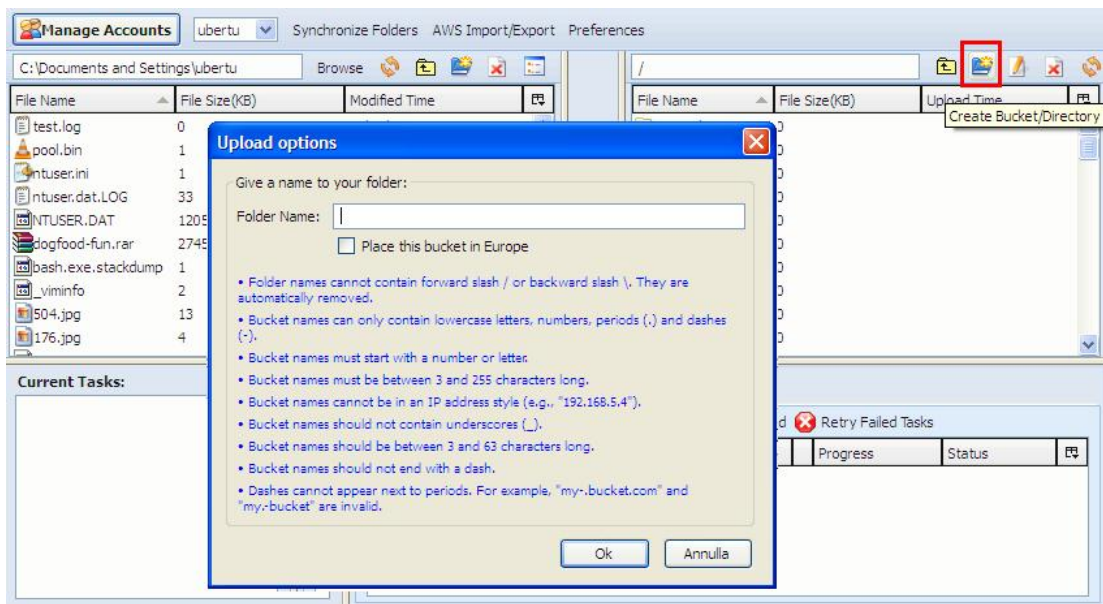 Manage Accounts ubertu Synchronize Folders AWS Import/Export Preferences
C:\Documents and Settings\ubertu Browse /
File Name File Size(KB) Modified Time File Name File Size(KB) Upload Time
Create Bucket/Directory
test.log 0
pool.bin 1
ntuser.ini 1
ntuser.dat.LOG 33
NTUSER.DAT 1205
dogfood-fun.rar 2745
bash.exe.stackdump 1
_viminfo 2
504.jpg 13
176.jpg 4
Upload options
Give a name to your folder:
Folder Name:
Place this bucket in Europe
• Folder names cannot contain forward slash / or backward slash \. They are
automatically removed.
• Bucket names can only contain lowercase letters, numbers, periods (.) and dashes
(-).
• Bucket names must start with a number or letter.
• Bucket names must be between 3 and 255 characters long.
• Bucket names cannot be in an IP address style (e.g., "192.168.5.4").
• Bucket names should not contain underscores (_).
• Bucket names should be between 3 and 63 characters long.
• Bucket names should not end with a dash.
• Dashes cannot appear next to periods. For example, "my-.bucket.com" and
"my.-bucket" are invalid.
Ok Annulla
Current Tasks:
Retry Failed Tasks
Progress Status